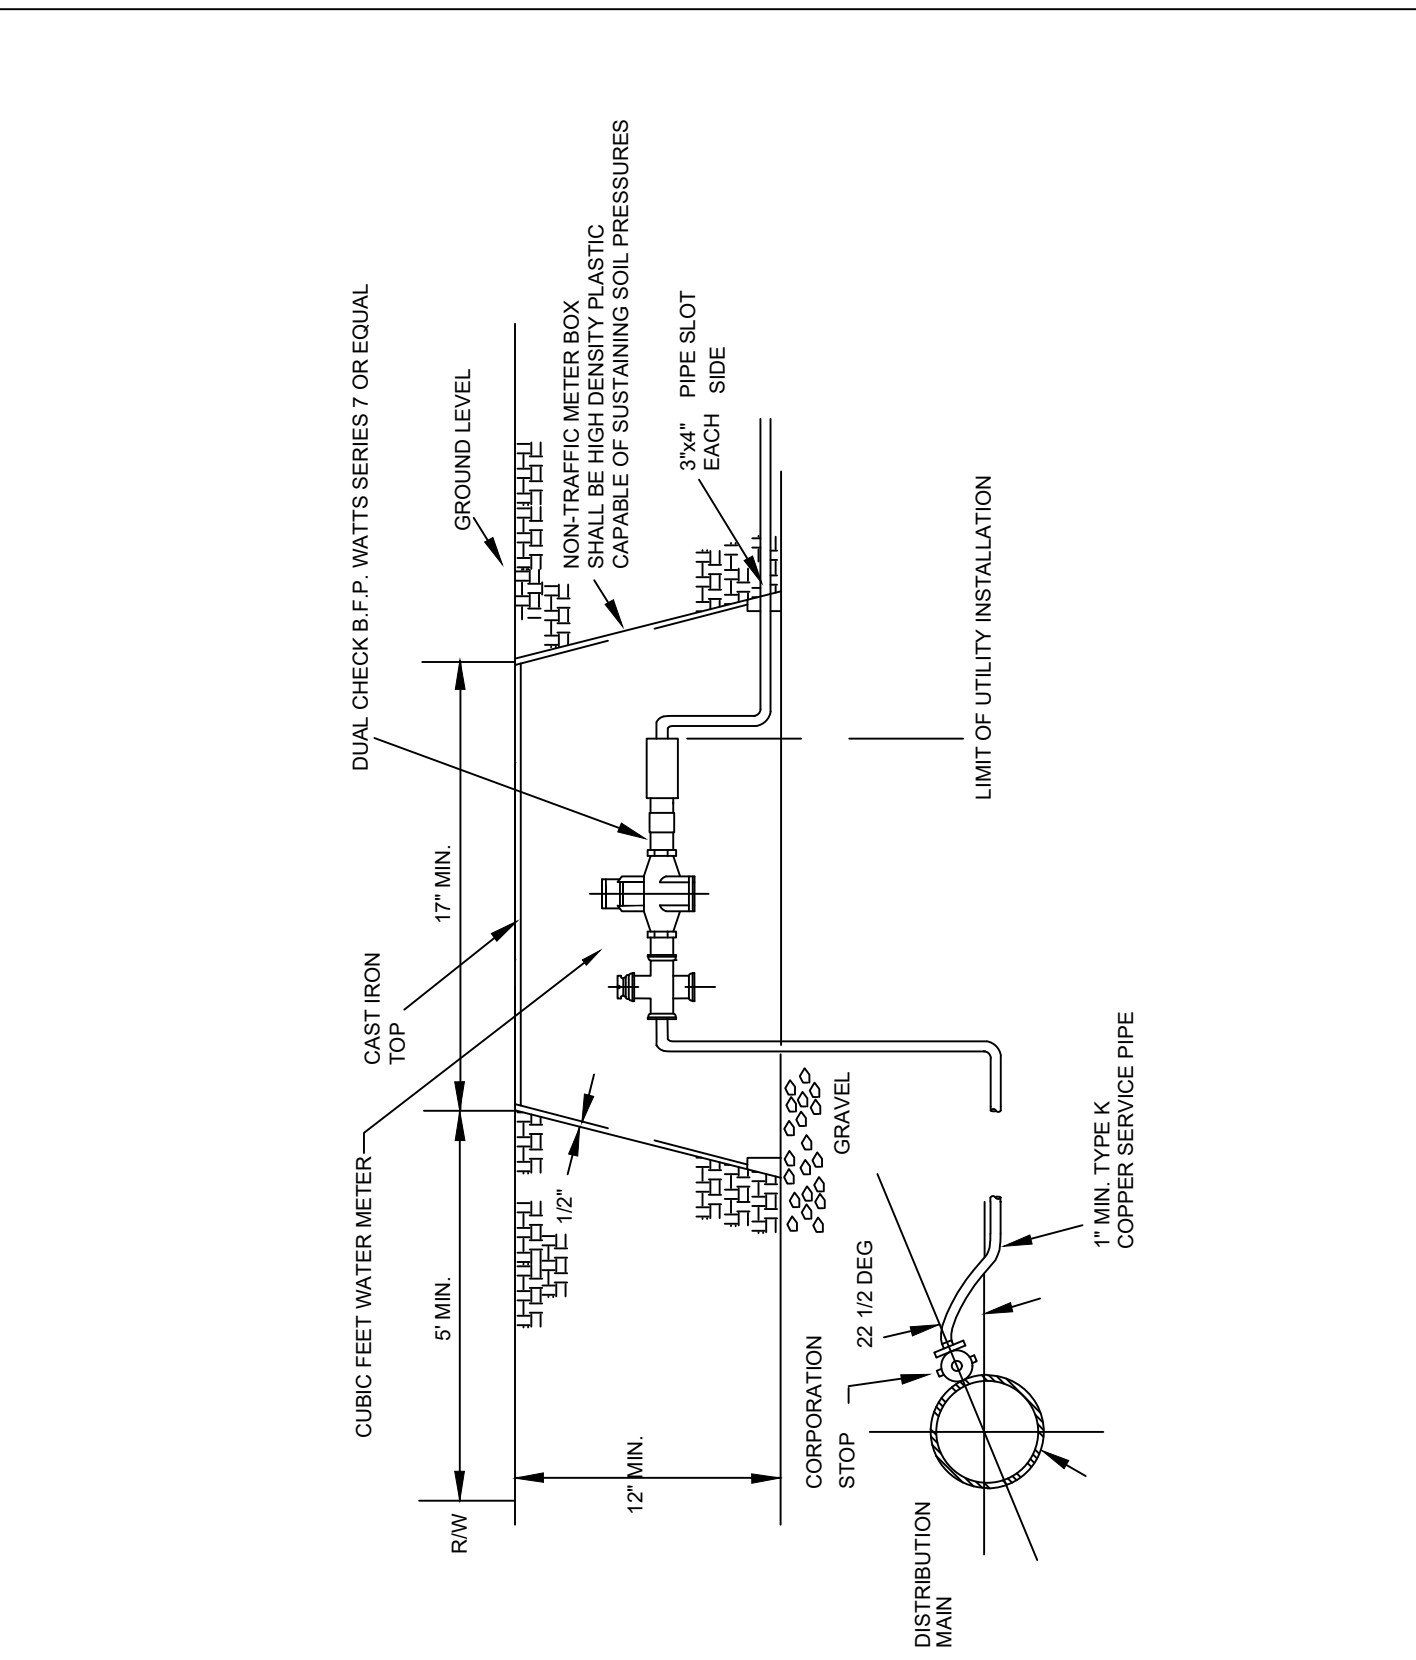 DUAL CHECK B.F.P. WATTS SERIES 7 OR EQUAL
CUBIC FEET WATER METER
CAST IRON
TOP
R/W
5' MIN.
17" MIN.
GROUND LEVEL
1/2"
NON-TRAFFIC METER BOX
SHALL BE HIGH DENSITY PLASTIC
CAPABLE OF SUSTAINING SOIL PRESSURES
12" MIN.
3"x4" PIPE SLOT
EACH SIDE
GRAVEL
CORPORATION
STOP
22 1/2 DEG
DISTRIBUTION
MAIN
LIMIT OF UTILITY INSTALLATION
1" MIN. TYPE K
COPPER SERVICE PIPE